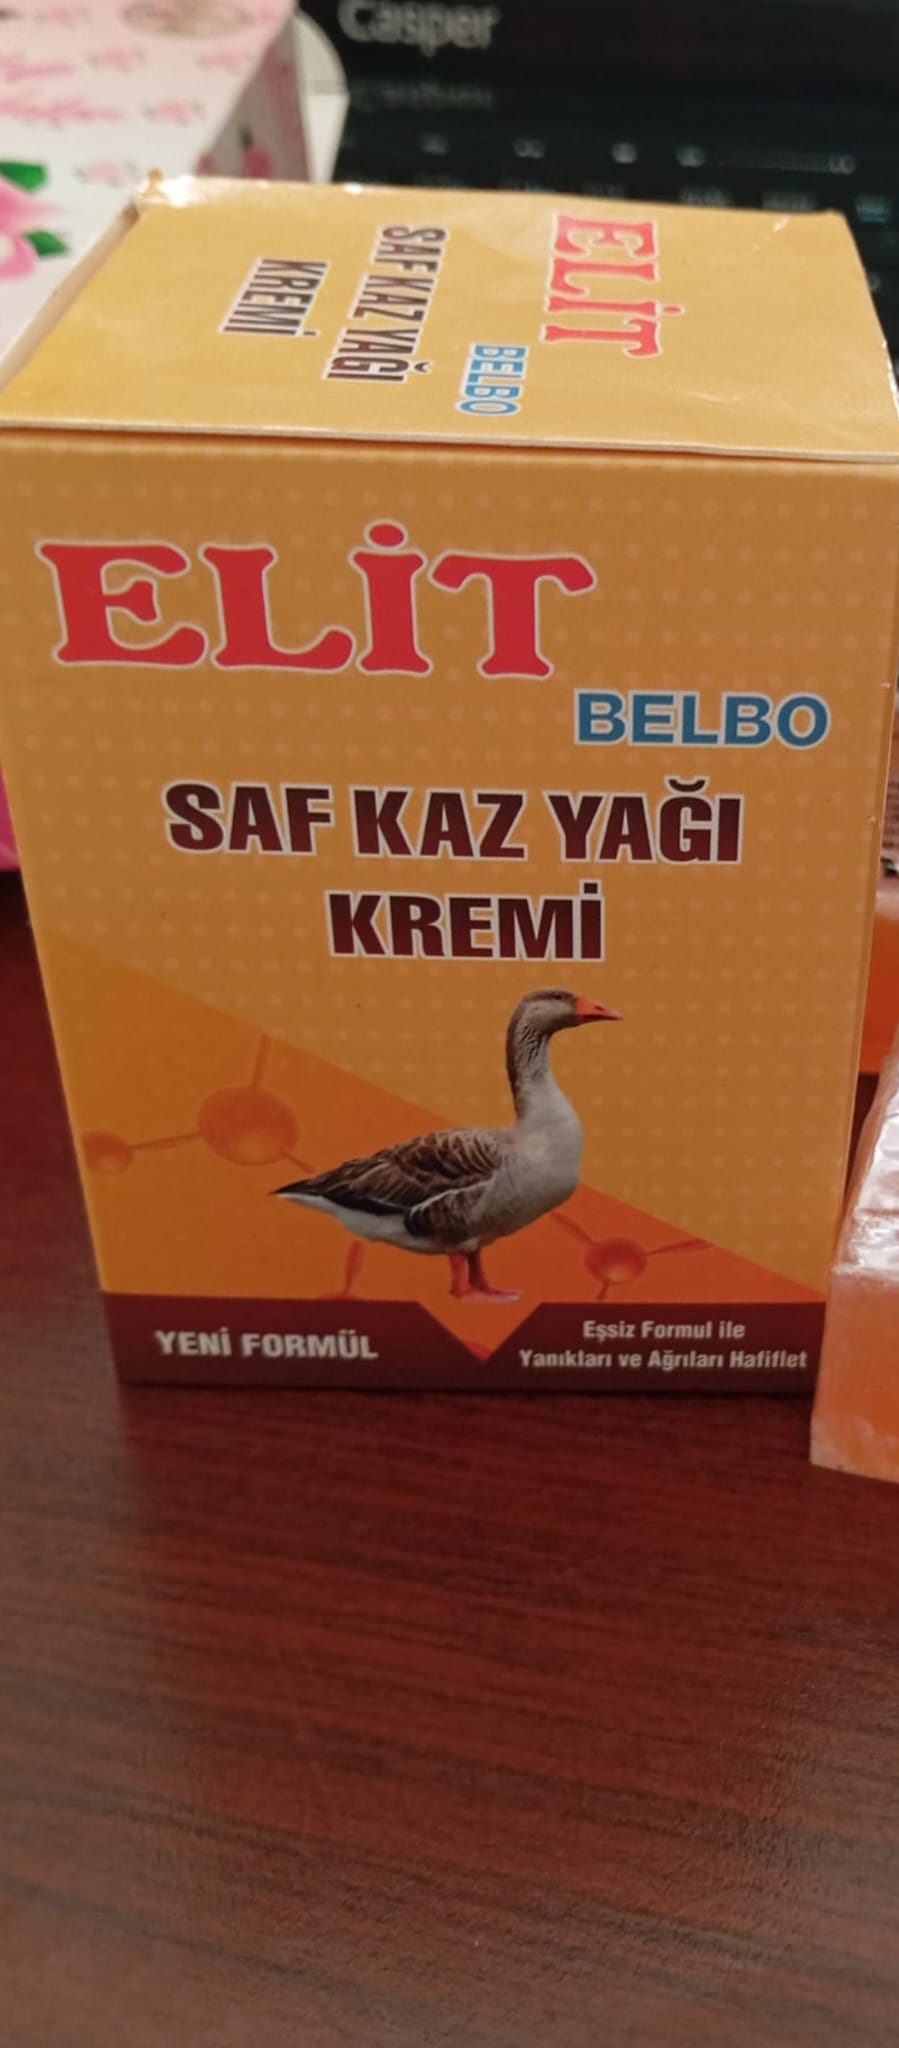 Casper
ELİT
BELBO
SAF KAZ YAĞI
KREMİ
ELİT
BELBO
SAF KAZ YAĞI
KREMİ
YENİ FORMÜL
Eşsiz Formul ile
Yanıkları ve Ağrıları Hafiflet